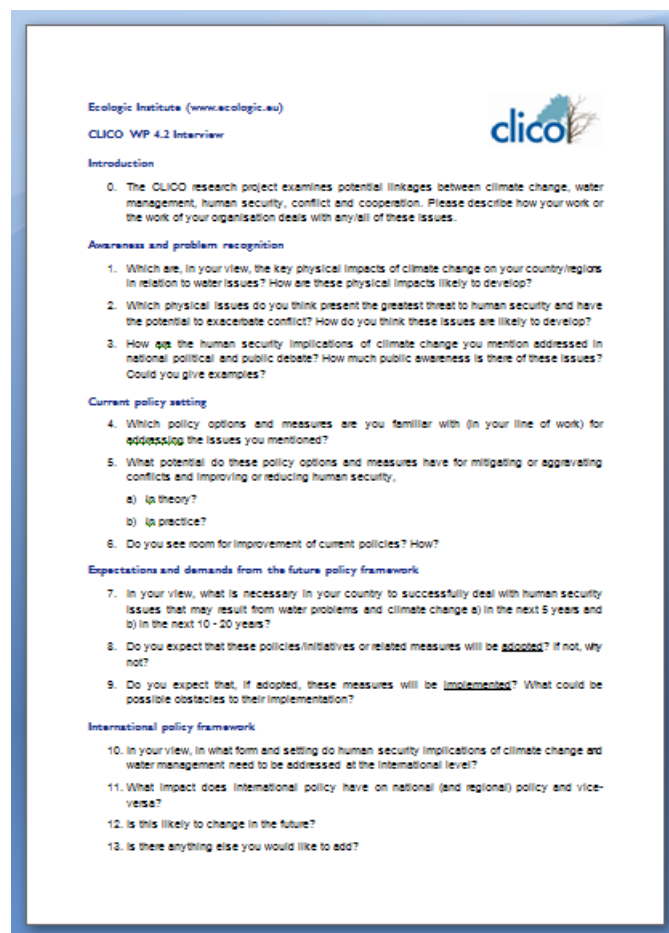 Ecologic Institute (www.ecologic.eu)
clico
CLICO WP 4.2 Interview
Introduction
0. The CLICO research project examines potential linkages between climate change, water
management, human security, conflict and cooperation. Please describe how your work or
the work of your organisation deals with any/all of these issues.
Awareness and problem recognition
1. Which are, in your view, the key physical impacts of climate change on your country/regions
in relation to water issues? How are these physical impacts likely to develop?
2. Which physical issues do you think present the greatest threat to human security and have
the potential to exacerbate conflict? How do you think these issues are likely to develop?
3. How are the human security implications of climate change you mention addressed in
national political and public debate? How much public awareness is there of these issues?
Could you give examples?
Current policy setting
4. Which policy options and measures are you familiar with (in your line of work) for
addressing the issues you mentioned?
5. What potential do these policy options and measures have for mitigating or aggravating
conflicts and improving or reducing human security,
a) in theory?
b) in practice?
6. Do you see room for improvement of current policies? How?
Expectations and demands from the future policy framework
7. In your view, what is necessary in your country to successfully deal with human security
issues that may result from water problems and climate change a) in the next 5 years and
b) in the next 10 - 20 years?
8. Do you expect that these policies/initiatives or related measures will be adopted? If not, why
not?
9. Do you expect that, if adopted, these measures will be implemented? What could be
possible obstacles to their implementation?
International policy framework
10. In your view, in what form and setting do human security implications of climate change and
water management need to be addressed at the international level?
11. What impact does international policy have on national (and regional) policy and vice-
versa?
12. Is this likely to change in the future?
13. Is there anything else you would like to add?